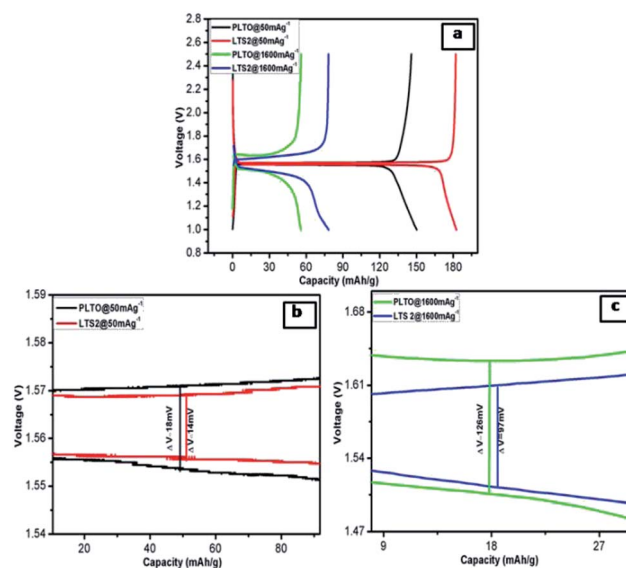 a
PLTO@50mAg⁻¹
LTS2@50mAg⁻¹
PLTO@1600mAg⁻¹
LTS2@1600mAg⁻¹
Voltage (V)
2.8
2.6
2.4
2.2
2.0
1.8
1.6
1.4
1.2
1.0
0.8
0 30 60 90 120 150 180
Capacity (mAh/g)
b
PLTO@50mAg⁻¹
LTS2@50mAg⁻¹
Voltage (V)
1.59
1.58
1.57
1.56
1.55
1.54
Δ V~18mV
Δ V~14mV
20 40 60 80
Capacity (mAh/g)
c
PLTO@1600mAg⁻¹
LTS 2@1600mAg⁻¹
Voltage (V)
1.68
1.61
1.54
1.47
Δ V~126mV
Δ V=97mV
9 18 27
Capacity (mAh/g)